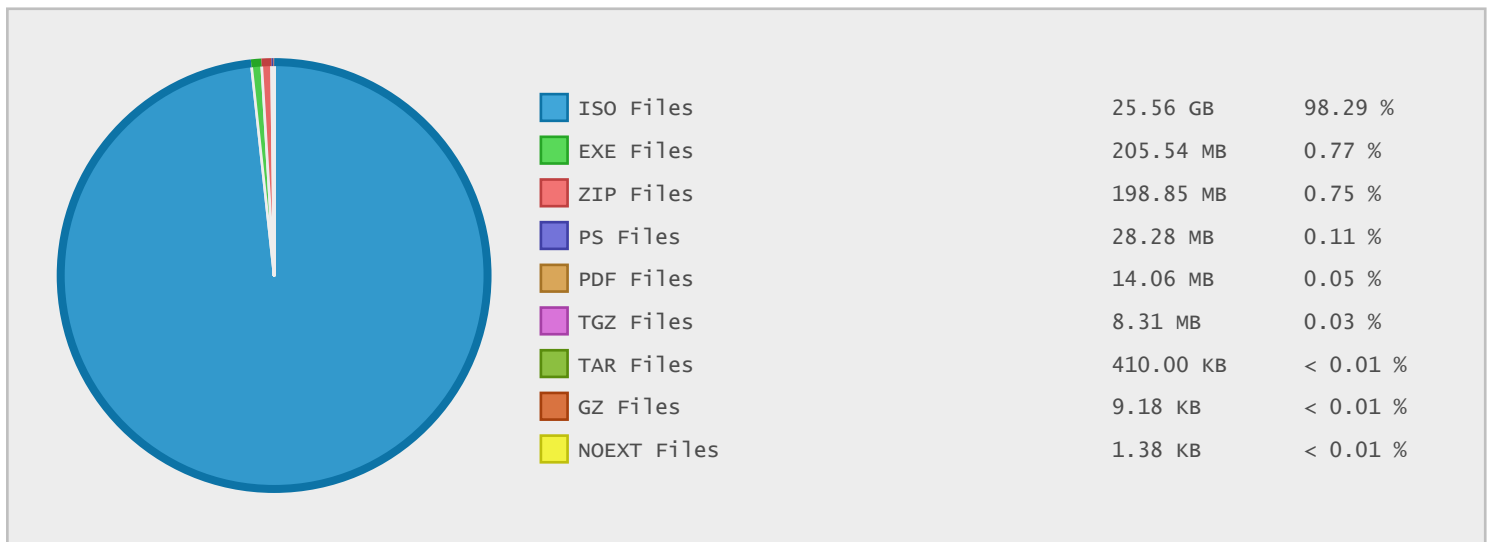 ISO Files 25.56 GB 98.29 %
EXE Files 205.54 MB 0.77 %
ZIP Files 198.85 MB 0.75 %
PS Files 28.28 MB 0.11 %
PDF Files 14.06 MB 0.05 %
TGZ Files 8.31 MB 0.03 %
TAR Files 410.00 KB < 0.01 %
GZ Files 9.18 KB < 0.01 %
NOEXT Files 1.38 KB < 0.01 %